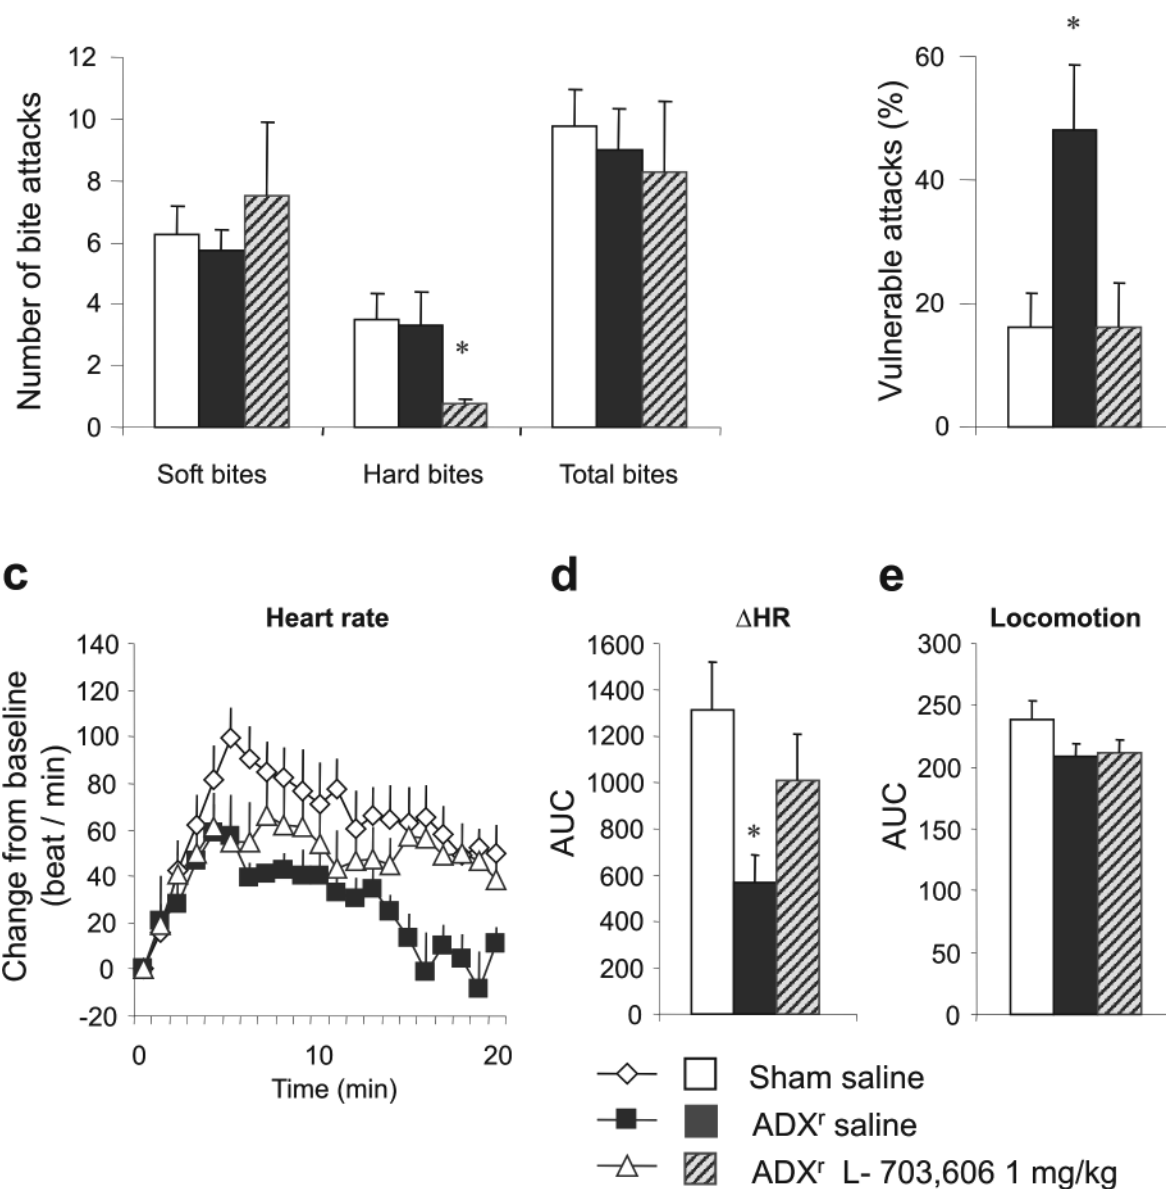 Number of bite attacks
12
10
8
6
4
2
0
*
Soft bites
Hard bites
Total bites
Vulnerable attacks (%)
60
40
20
0
*
c
Heart rate
Change from baseline
(beat / min)
140
120
100
80
60
40
20
0
-20
0
10
20
Time (min)
d
ΔHR
AUC
1600
1400
1200
1000
800
600
400
200
0
*
e
Locomotion
AUC
300
250
200
150
100
50
0
Sham saline
ADXʳ saline
ADXʳ L- 703,606 1 mg/kg